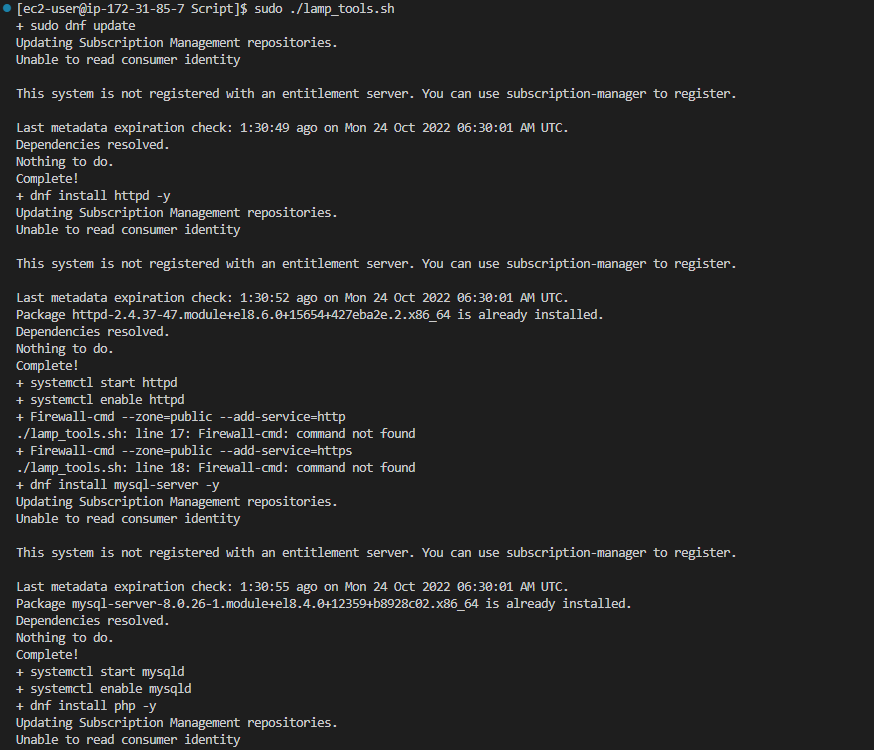 [ec2-user@ip-172-31-85-7 Script]$ sudo ./lamp_tools.sh
+ sudo dnf update
Updating Subscription Management repositories.
Unable to read consumer identity
This system is not registered with an entitlement server. You can use subscription-manager to register.
Last metadata expiration check: 1:30:49 ago on Mon 24 Oct 2022 06:30:01 AM UTC.
Dependencies resolved.
Nothing to do.
Complete!
+ dnf install httpd -y
Updating Subscription Management repositories.
Unable to read consumer identity
This system is not registered with an entitlement server. You can use subscription-manager to register.
Last metadata expiration check: 1:30:52 ago on Mon 24 Oct 2022 06:30:01 AM UTC.
Package httpd-2.4.37-47.module+el8.6.0+15654+427eba2e.2.x86_64 is already installed.
Dependencies resolved.
Nothing to do.
Complete!
+ systemctl start httpd
+ systemctl enable httpd
+ Firewall-cmd --zone=public --add-service=http
./lamp_tools.sh: line 17: Firewall-cmd: command not found
+ Firewall-cmd --zone=public --add-service=https
./lamp_tools.sh: line 18: Firewall-cmd: command not found
+ dnf install mysql-server -y
Updating Subscription Management repositories.
Unable to read consumer identity
This system is not registered with an entitlement server. You can use subscription-manager to register.
Last metadata expiration check: 1:30:55 ago on Mon 24 Oct 2022 06:30:01 AM UTC.
Package mysql-server-8.0.26-1.module+el8.4.0+12359+b8928c02.x86_64 is already installed.
Dependencies resolved.
Nothing to do.
Complete!
+ systemctl start mysqld
+ systemctl enable mysqld
+ dnf install php -y
Updating Subscription Management repositories.
Unable to read consumer identity